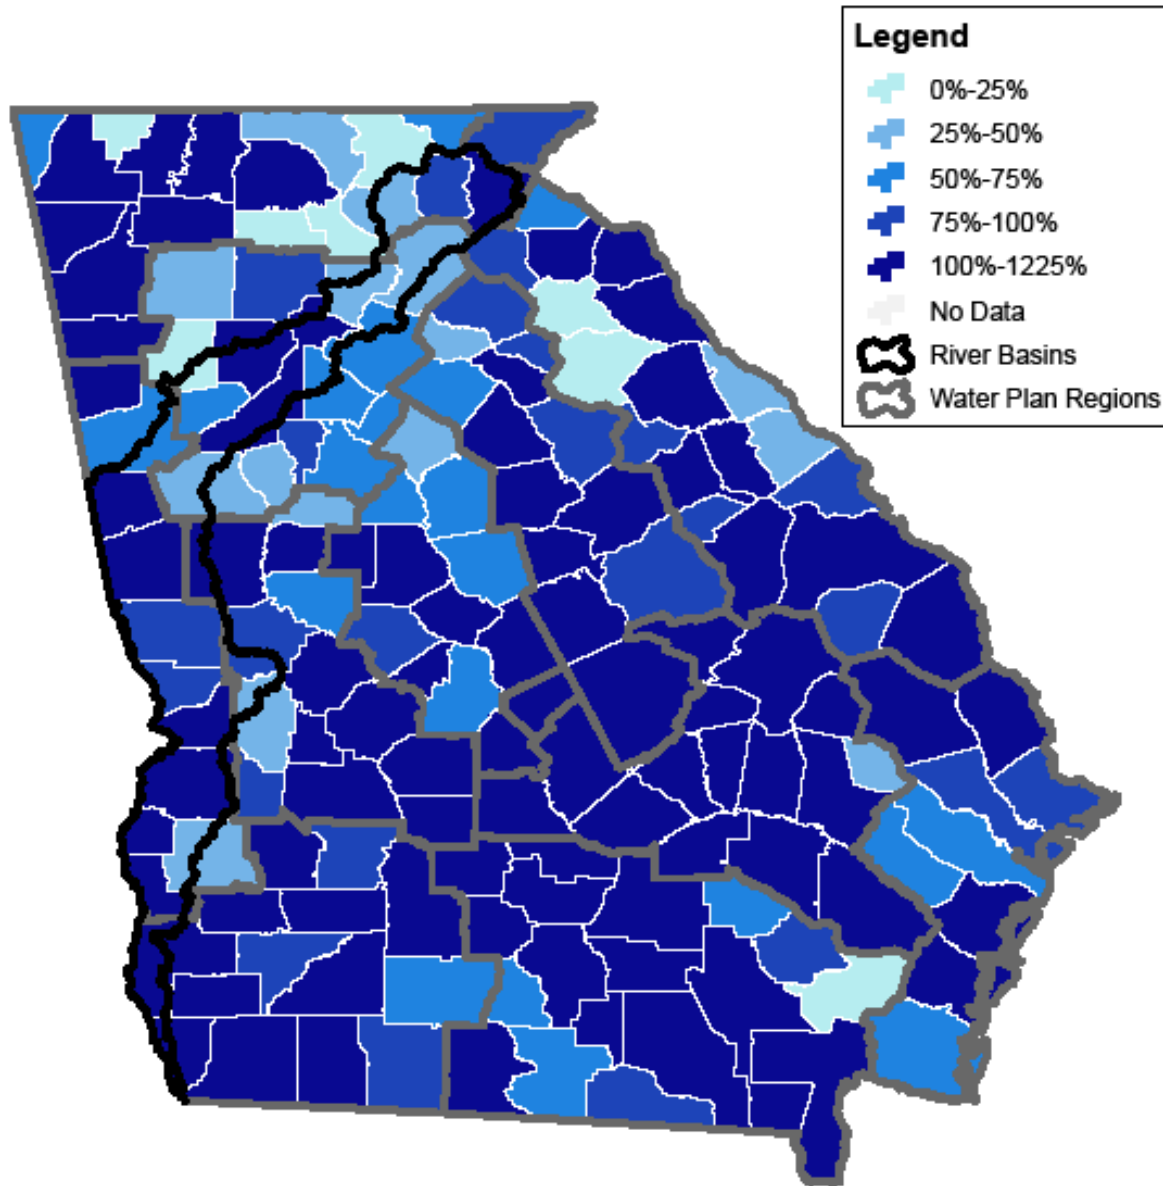 Legend
0%-25%
25%-50%
50%-75%
75%-100%
100%-1225%
No Data
River Basins
Water Plan Regions